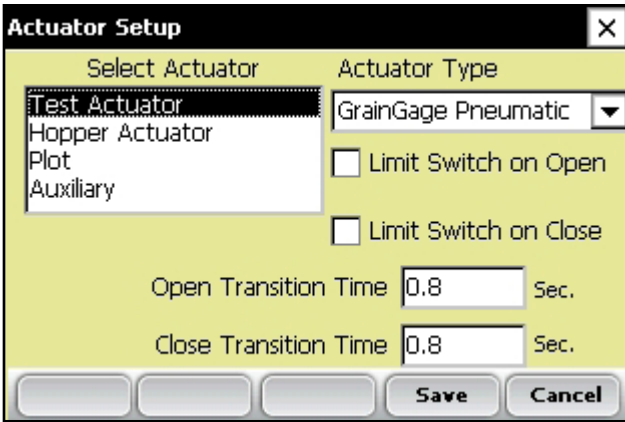 Actuator Setup
Select Actuator
Test Actuator
Hopper Actuator
Plot
Auxiliary
Actuator Type
GrainGage Pneumatic
Limit Switch on Open
Limit Switch on Close
Open Transition Time 0.8 Sec.
Close Transition Time 0.8 Sec.
Save Cancel